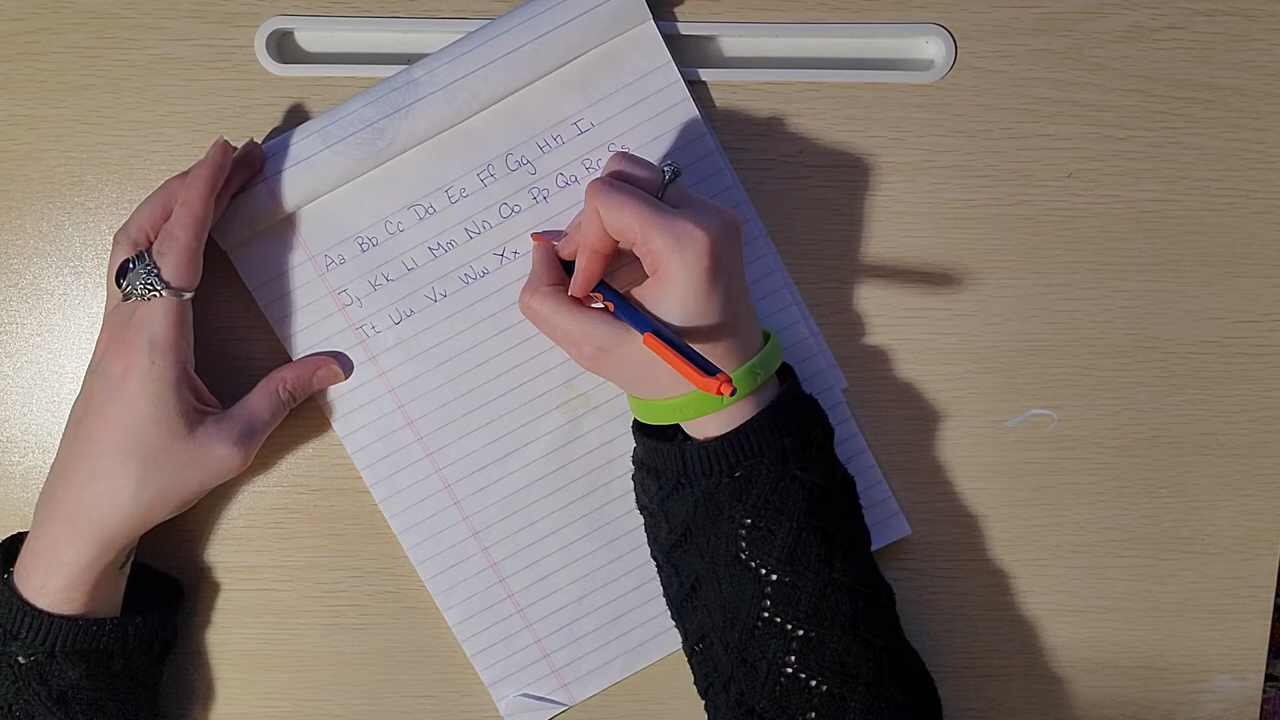 Aa Bb Cc Dd Ee Ff Gg Hh Ii
Jj Kk Ll Mm Nn Oo Pp Qq Rr Ss
Tt Uu Vv Ww Xx